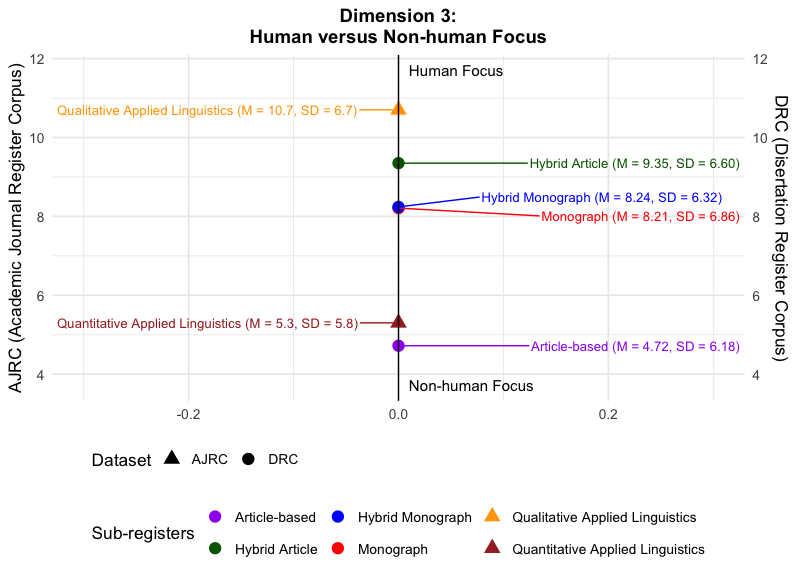 Dimension 3:
Human versus Non-human Focus
AJRC (Academic Journal Register Corpus)
DRC (Disertation Register Corpus)
12
10
8
6
4
12
10
8
6
4
Human Focus
Qualitative Applied Linguistics (M = 10.7, SD = 6.7)
Hybrid Article (M = 9.35, SD = 6.60)
Hybrid Monograph (M = 8.24, SD = 6.32)
Monograph (M = 8.21, SD = 6.86)
Quantitative Applied Linguistics (M = 5.3, SD = 5.8)
Article-based (M = 4.72, SD = 6.18)
Non-human Focus
-0.2 0.0 0.2
Dataset AJRC DRC
Sub-registers
Article-based Hybrid Monograph Qualitative Applied Linguistics
Hybrid Article Monograph Quantitative Applied Linguistics